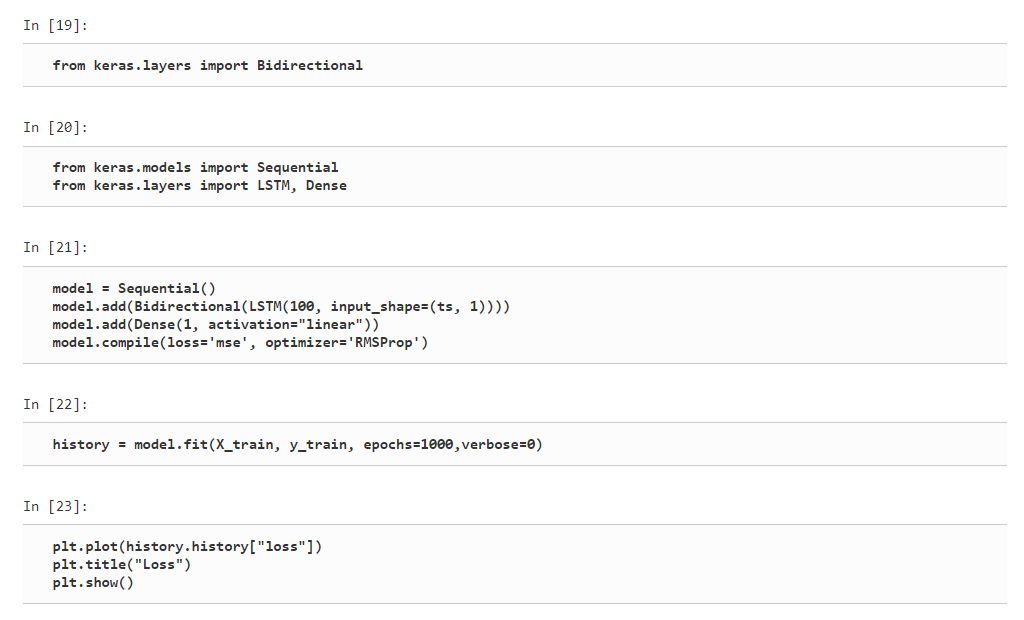 In [19]:
from keras.layers import Bidirectional
In [20]:
from keras.models import Sequential
from keras.layers import LSTM, Dense
In [21]:
model = Sequential()
model.add(Bidirectional(LSTM(100, input_shape=(ts, 1))))
model.add(Dense(1, activation="linear"))
model.compile(loss='mse', optimizer='RMSProp')
In [22]:
history = model.fit(X_train, y_train, epochs=1000,verbose=0)
In [23]:
plt.plot(history.history["loss"])
plt.title("Loss")
plt.show()